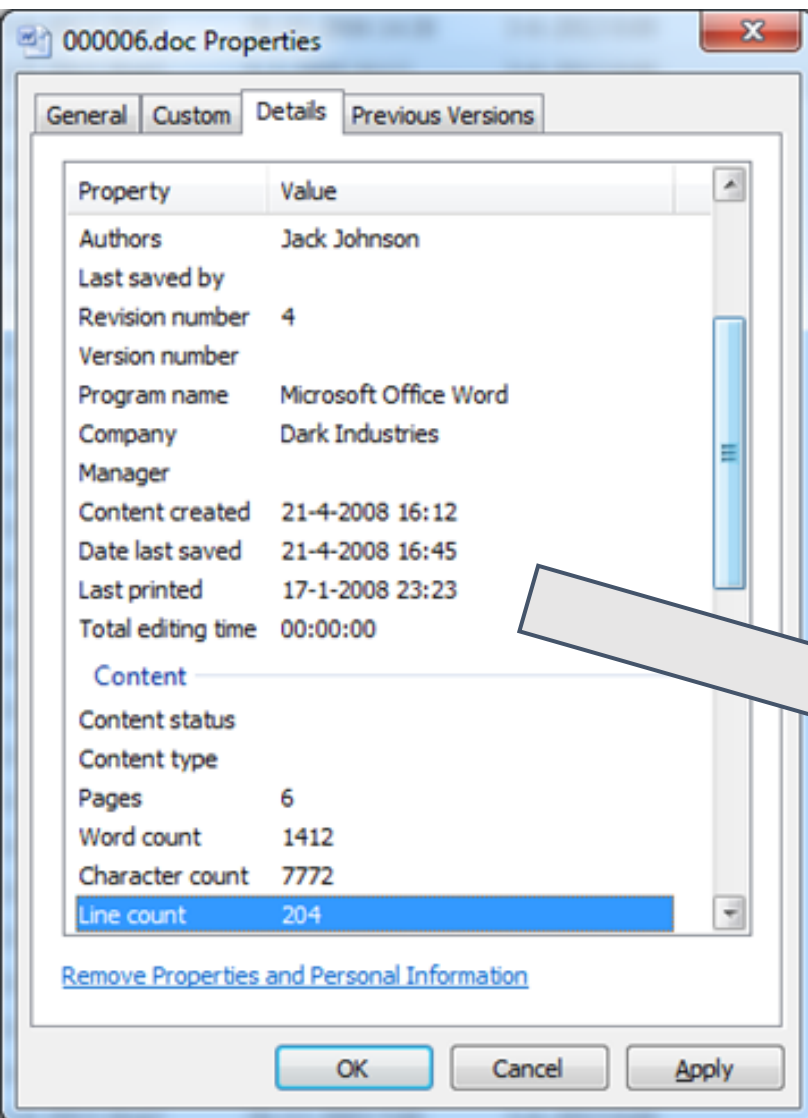 000006.doc Properties
General Custom Details Previous Versions
Property Value
Authors Jack Johnson
Last saved by
Revision number 4
Version number
Program name Microsoft Office Word
Company Dark Industries
Manager
Content created 21-4-2008 16:12
Date last saved 21-4-2008 16:45
Last printed 17-1-2008 23:23
Total editing time 00:00:00
Content
Content status
Content type
Pages 6
Word count 1412
Character count 7772
Line count 204
Remove Properties and Personal Information
OK Cancel Apply